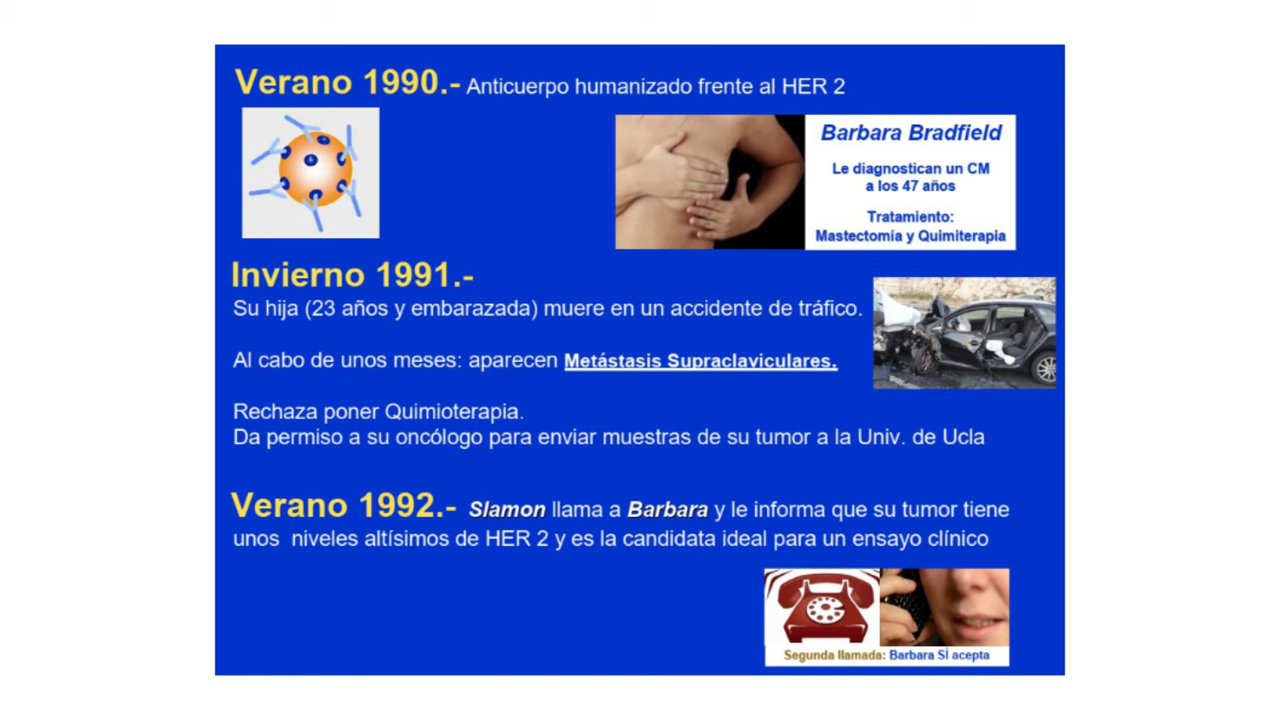 Verano 1990.- Anticuerpo humanizado frente al HER 2
Barbara Bradfield
Le diagnostican un CM
a los 47 años
Tratamiento:
Mastectomía y Quimiterapia
Invierno 1991.-
Su hija (23 años y embarazada) muere en un accidente de tráfico.
Al cabo de unos meses: aparecen Metástasis Supraclaviculares.
Rechaza poner Quimioterapia.
Da permiso a su oncólogo para enviar muestras de su tumor a la Univ. de Ucla
Verano 1992.- Slamon llama a Barbara y le informa que su tumor tiene
unos niveles altísimos de HER 2 y es la candidata ideal para un ensayo clínico
Segunda llamada: Barbara SÍ acepta